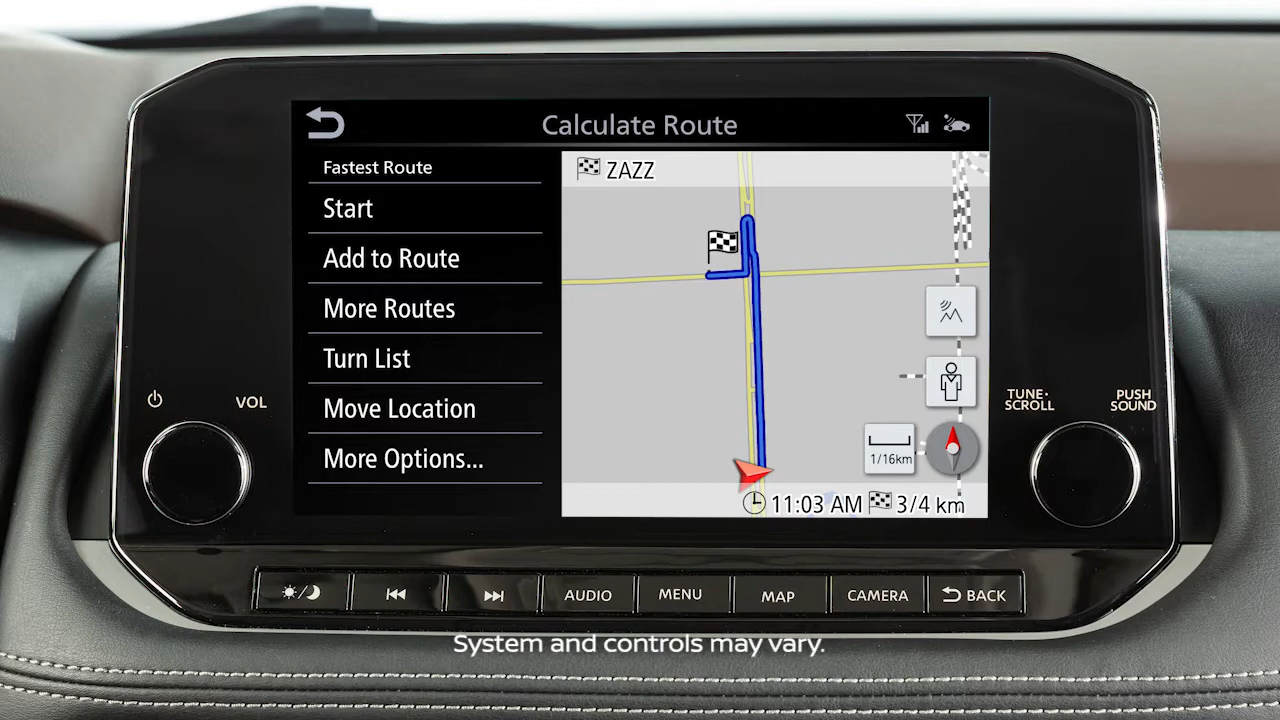 Calculate Route
Fastest Route
Start
Add to Route
More Routes
Turn List
Move Location
More Options...
ZAZZ
1/16km
11:03 AM 3/4 km
VOL
TUNE·
SCROLL
PUSH
SOUND
AUDIO
MENU
MAP
CAMERA
BACK
System and controls may vary.